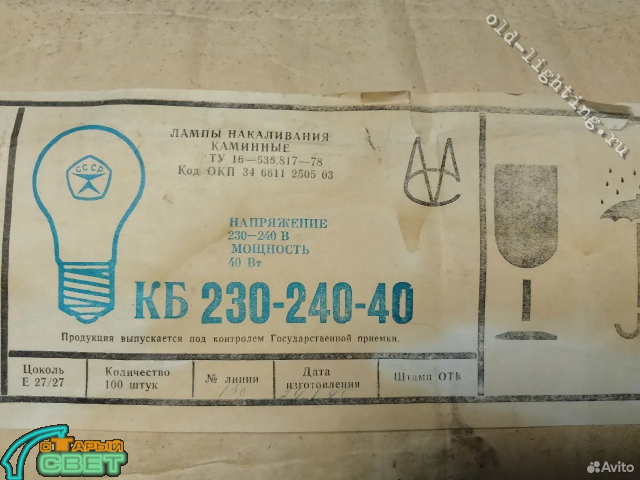 old-lighting.ru
ЛАМПЫ НАКАЛИВАНИЯ
КАМИННЫЕ
ТУ 16—535,817—78
Код ОКП 34 6611 2505 03
СССР
НАПРЯЖЕНИЕ
230—240 В
МОЩНОСТЬ
40 Вт
КБ 230-240-40
Продукция выпускается под контролем Государственной приемки.
Цоколь
Е 27/27
Количество
100 штук
№ линии
Дата
изготовления
Штамп ОТК
СТАРЫЙ
СВЕТ
Avito